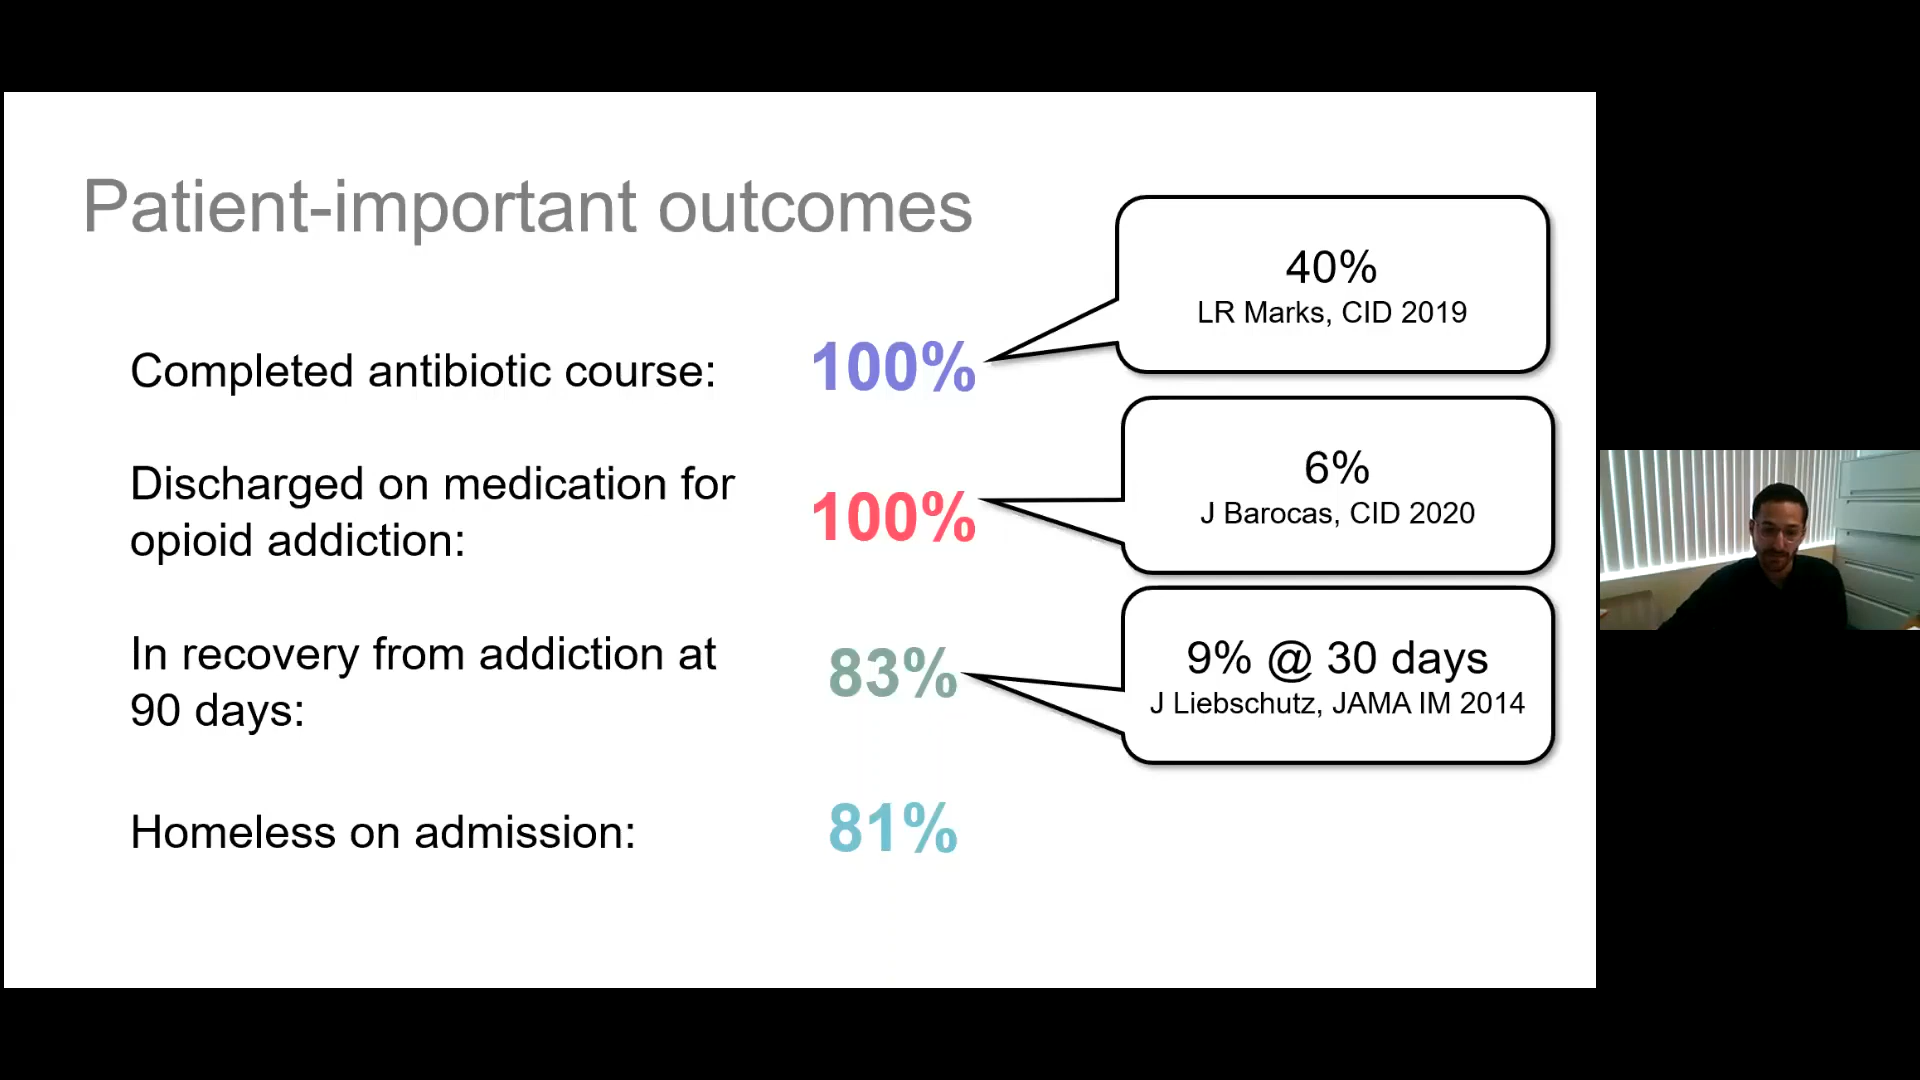 Patient-important outcomes
Completed antibiotic course:
100%
40%
LR Marks, CID 2019
Discharged on medication for
opioid addiction:
100%
6%
J Barocas, CID 2020
In recovery from addiction at
90 days:
83%
9% @ 30 days
J Liebschutz, JAMA IM 2014
Homeless on admission:
81%